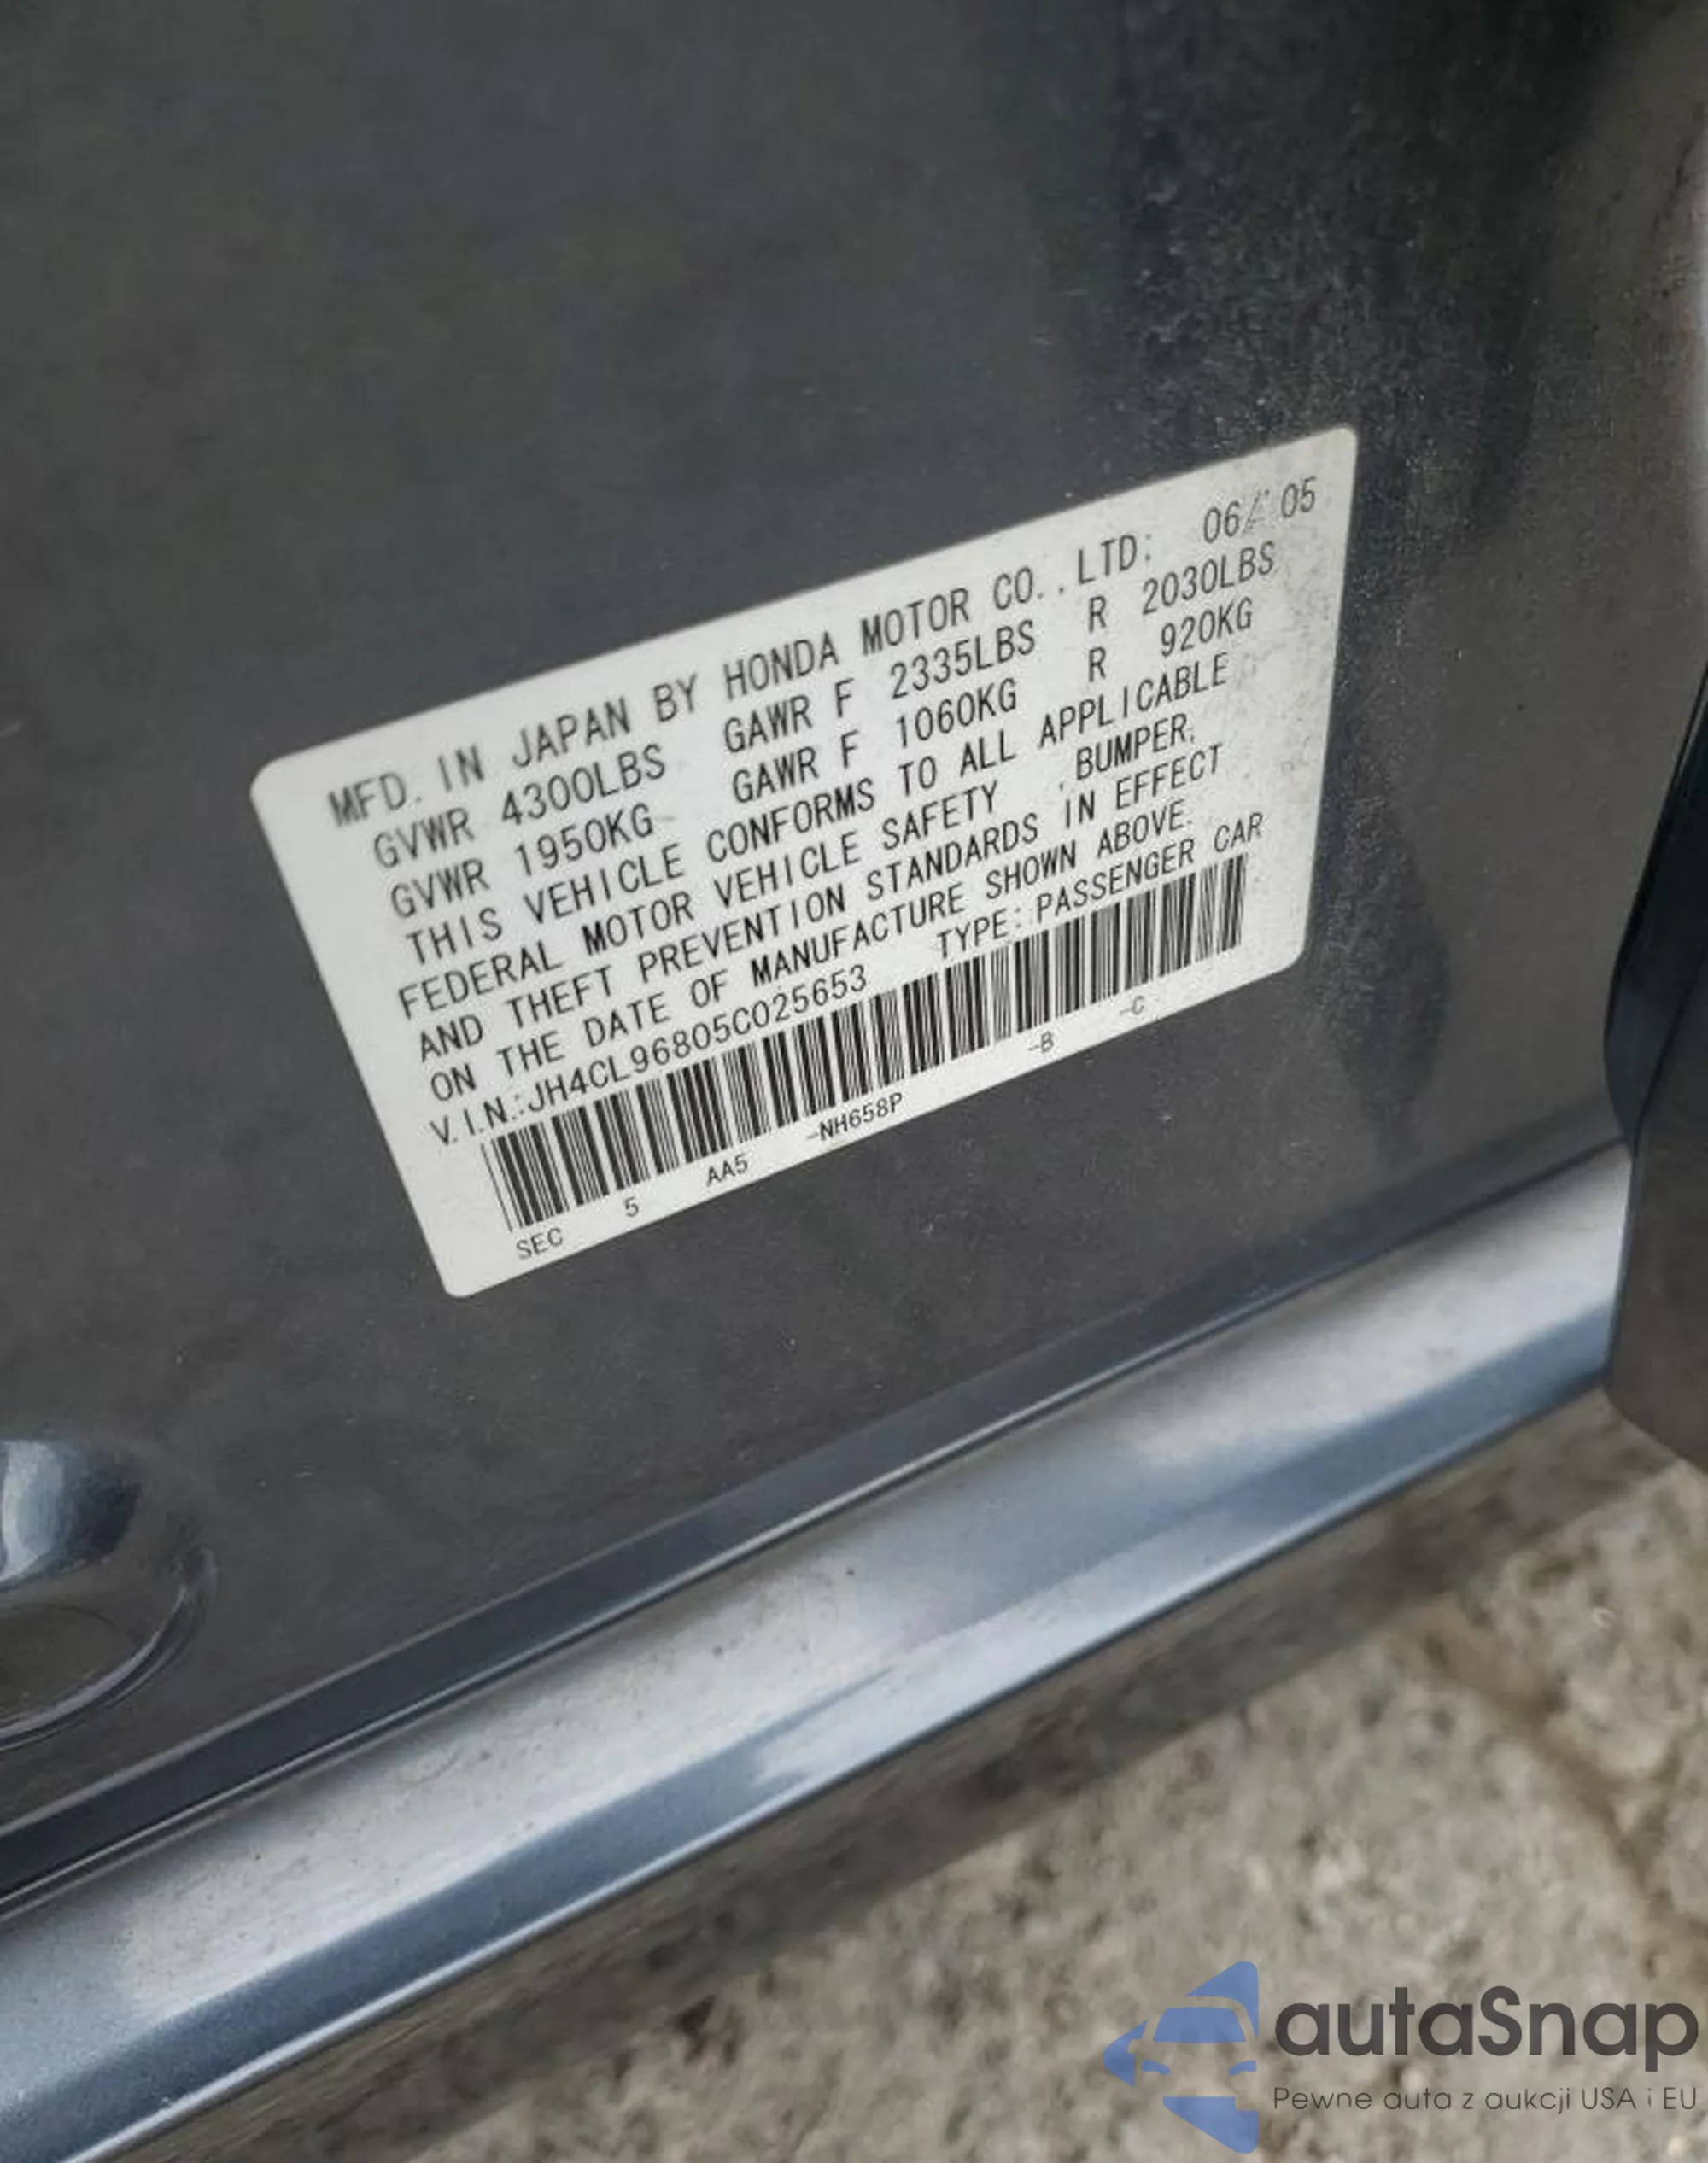 MFD. IN JAPAN BY HONDA MOTOR CO., LTD: 06/05
GVWR 4300LBS GAWR F 2335LBS R 2030LBS
GVWR 1950KG GAWR F 1060KG R 920KG
THIS VEHICLE CONFORMS TO ALL APPLICABLE
FEDERAL MOTOR VEHICLE SAFETY , BUMPER,
AND THEFT PREVENTION STANDARDS IN EFFECT
ON THE DATE OF MANUFACTURE SHOWN ABOVE.
V.I.N.:JH4CL96805C025653 TYPE: PASSENGER CAR
SEC 5 AA5 -NH658P -B -C
autaSnap
Pewne auta z aukcji USA i EU